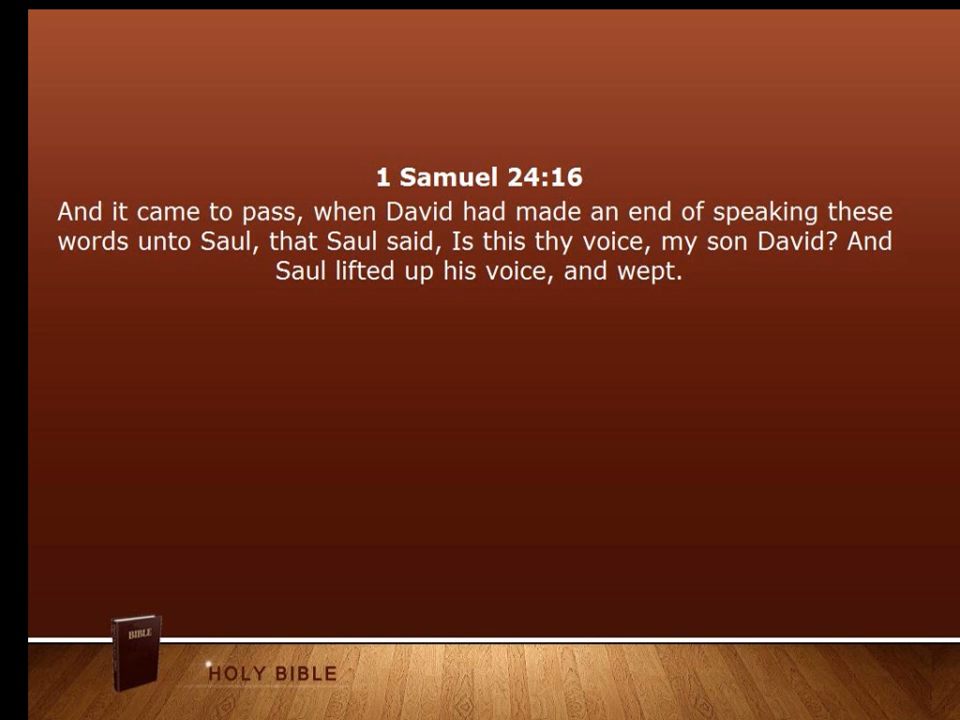 1 Samuel 24:16
And it came to pass, when David had made an end of speaking these
words unto Saul, that Saul said, Is this thy voice, my son David? And
Saul lifted up his voice, and wept.
BIBLE
HOLY BIBLE